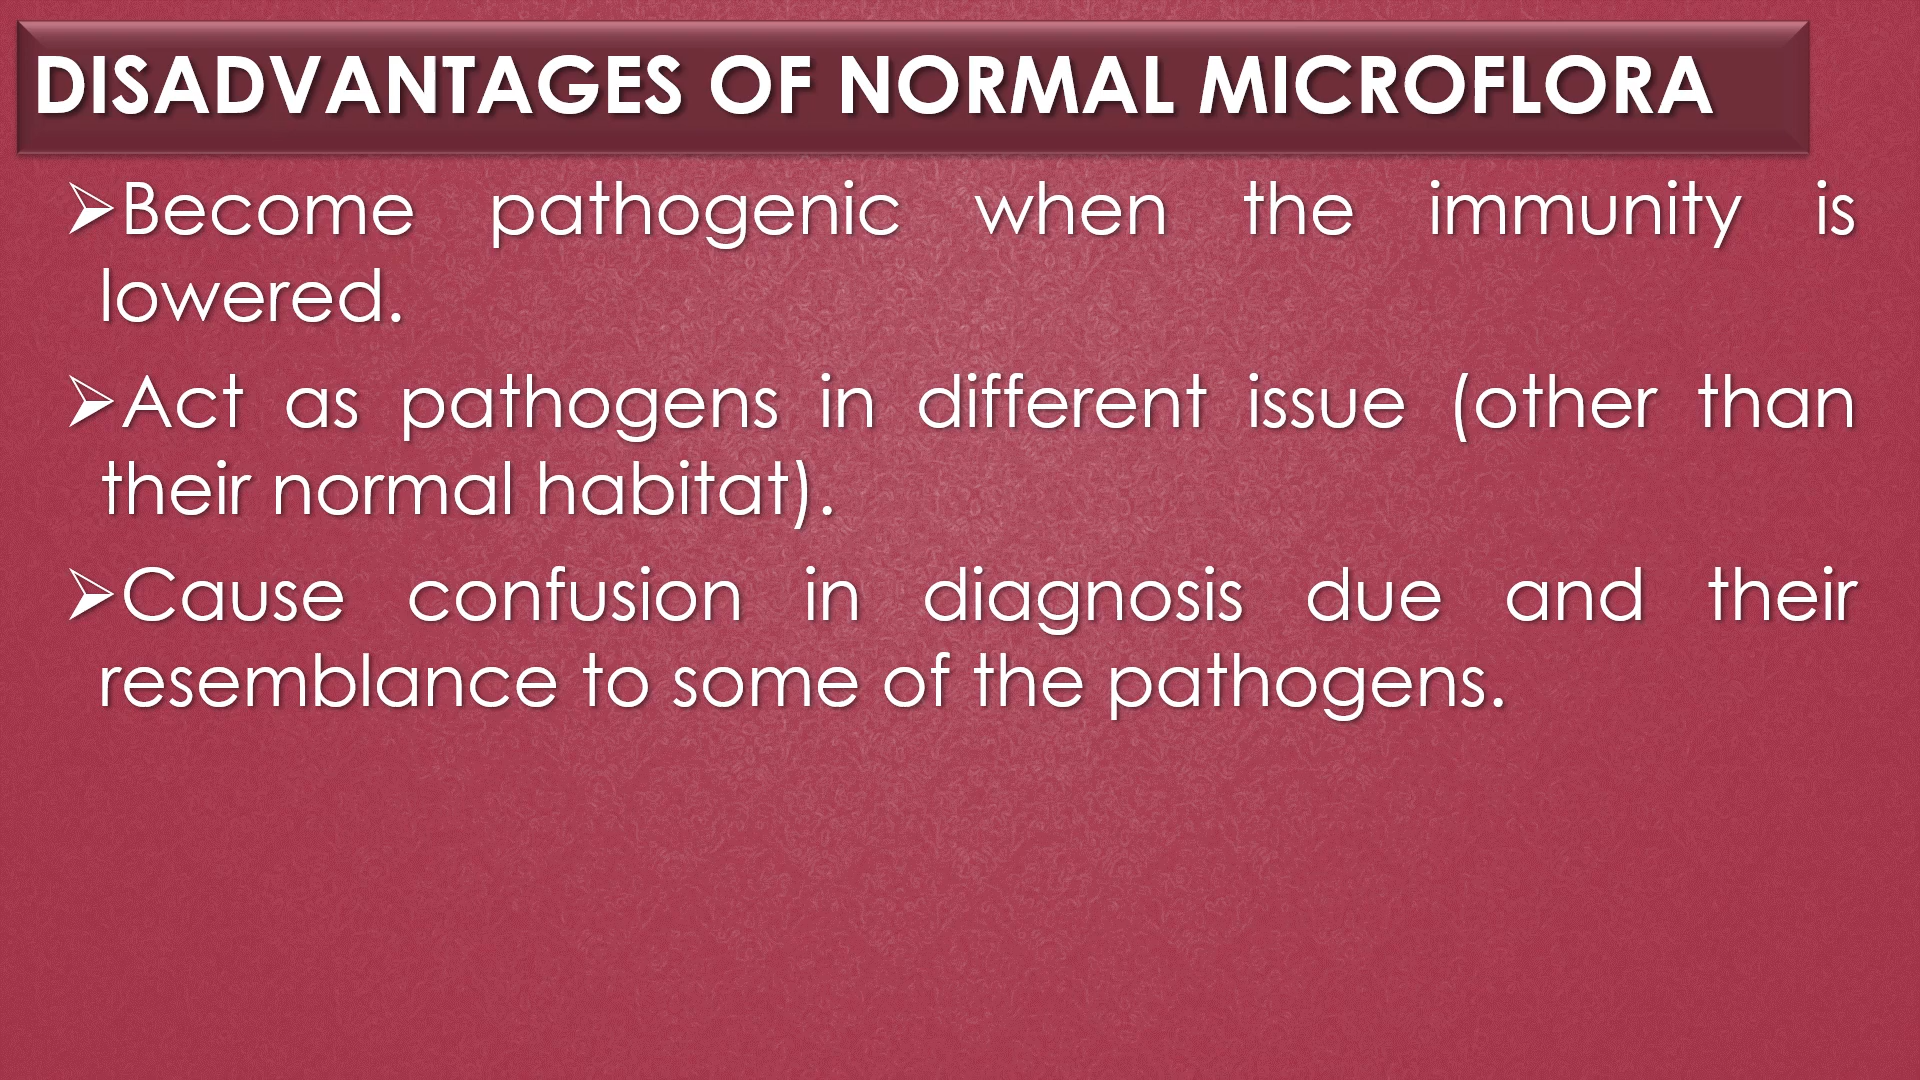 DISADVANTAGES OF NORMAL MICROFLORA
➢Become pathogenic when the immunity is
lowered.
➢Act as pathogens in different issue (other than
their normal habitat).
➢Cause confusion in diagnosis due and their
resemblance to some of the pathogens.